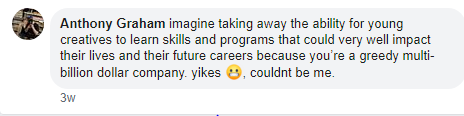 Anthony Graham imagine taking away the ability for young
creatives to learn skills and programs that could very well impact
their lives and their future careers because you're a greedy multi-
billion dollar company. yikes 😬, couldnt be me.
3w